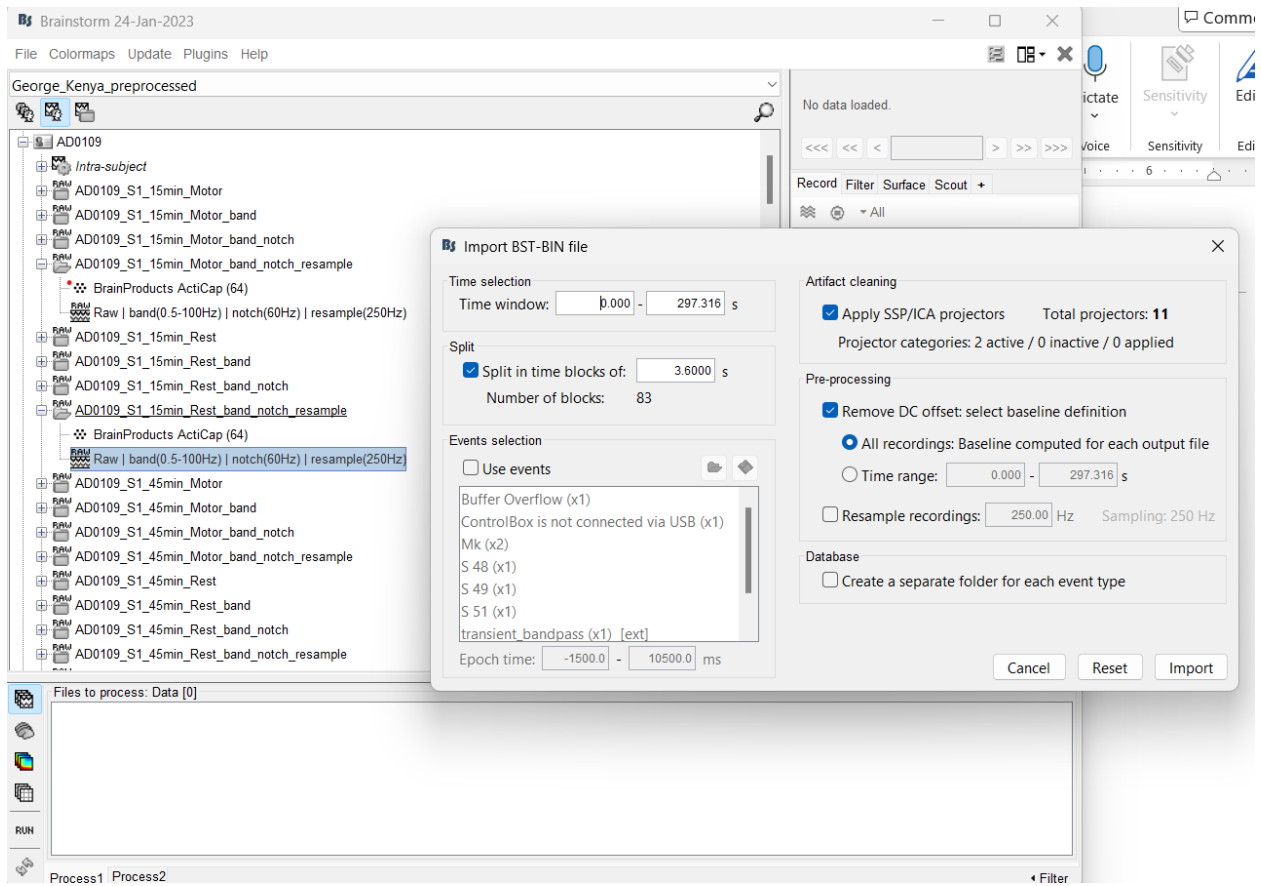 Brainstorm 24-Jan-2023
File Colormaps Update Plugins Help
George_Kenya_preprocessed
AD0109
Intra-subject
AD0109_S1_15min_Motor
AD0109_S1_15min_Motor_band
AD0109_S1_15min_Motor_band_notch
AD0109_S1_15min_Motor_band_notch_resample
BrainProducts ActiCap (64)
RAW Raw | band(0.5-100Hz) | notch(60Hz) | resample(250Hz)
AD0109_S1_15min_Rest
AD0109_S1_15min_Rest_band
AD0109_S1_15min_Rest_band_notch
AD0109_S1_15min_Rest_band_notch_resample
BrainProducts ActiCap (64)
RAW Raw | band(0.5-100Hz) | notch(60Hz) | resample(250Hz)
AD0109_S1_45min_Motor
AD0109_S1_45min_Motor_band
AD0109_S1_45min_Motor_band_notch
AD0109_S1_45min_Motor_band_notch_resample
AD0109_S1_45min_Rest
AD0109_S1_45min_Rest_band
AD0109_S1_45min_Rest_band_notch
AD0109_S1_45min_Rest_band_notch_resample
No data loaded.
<<< << < > >> >>>
Record Filter Surface Scout +
All
Comme
ictate
Sensitivity
Edi
Voice
Sensitivity
Edi
6
Import BST-BIN file
Time selection
Time window: 0.000 - 297.316 s
Split
Split in time blocks of: 3.6000 s
Number of blocks: 83
Events selection
Use events
Buffer Overflow (x1)
ControlBox is not connected via USB (x1)
Mk (x2)
S 48 (x1)
S 49 (x1)
S 51 (x1)
transient_bandpass (x1) [ext]
Epoch time: -1500.0 - 10500.0 ms
Artifact cleaning
Apply SSP/ICA projectors Total projectors: 11
Projector categories: 2 active / 0 inactive / 0 applied
Pre-processing
Remove DC offset: select baseline definition
All recordings: Baseline computed for each output file
Time range: 0.000 - 297.316 s
Resample recordings: 250.00 Hz Sampling: 250 Hz
Database
Create a separate folder for each event type
Cancel Reset Import
Files to process: Data [0]
RUN
Process1 Process2
Filter